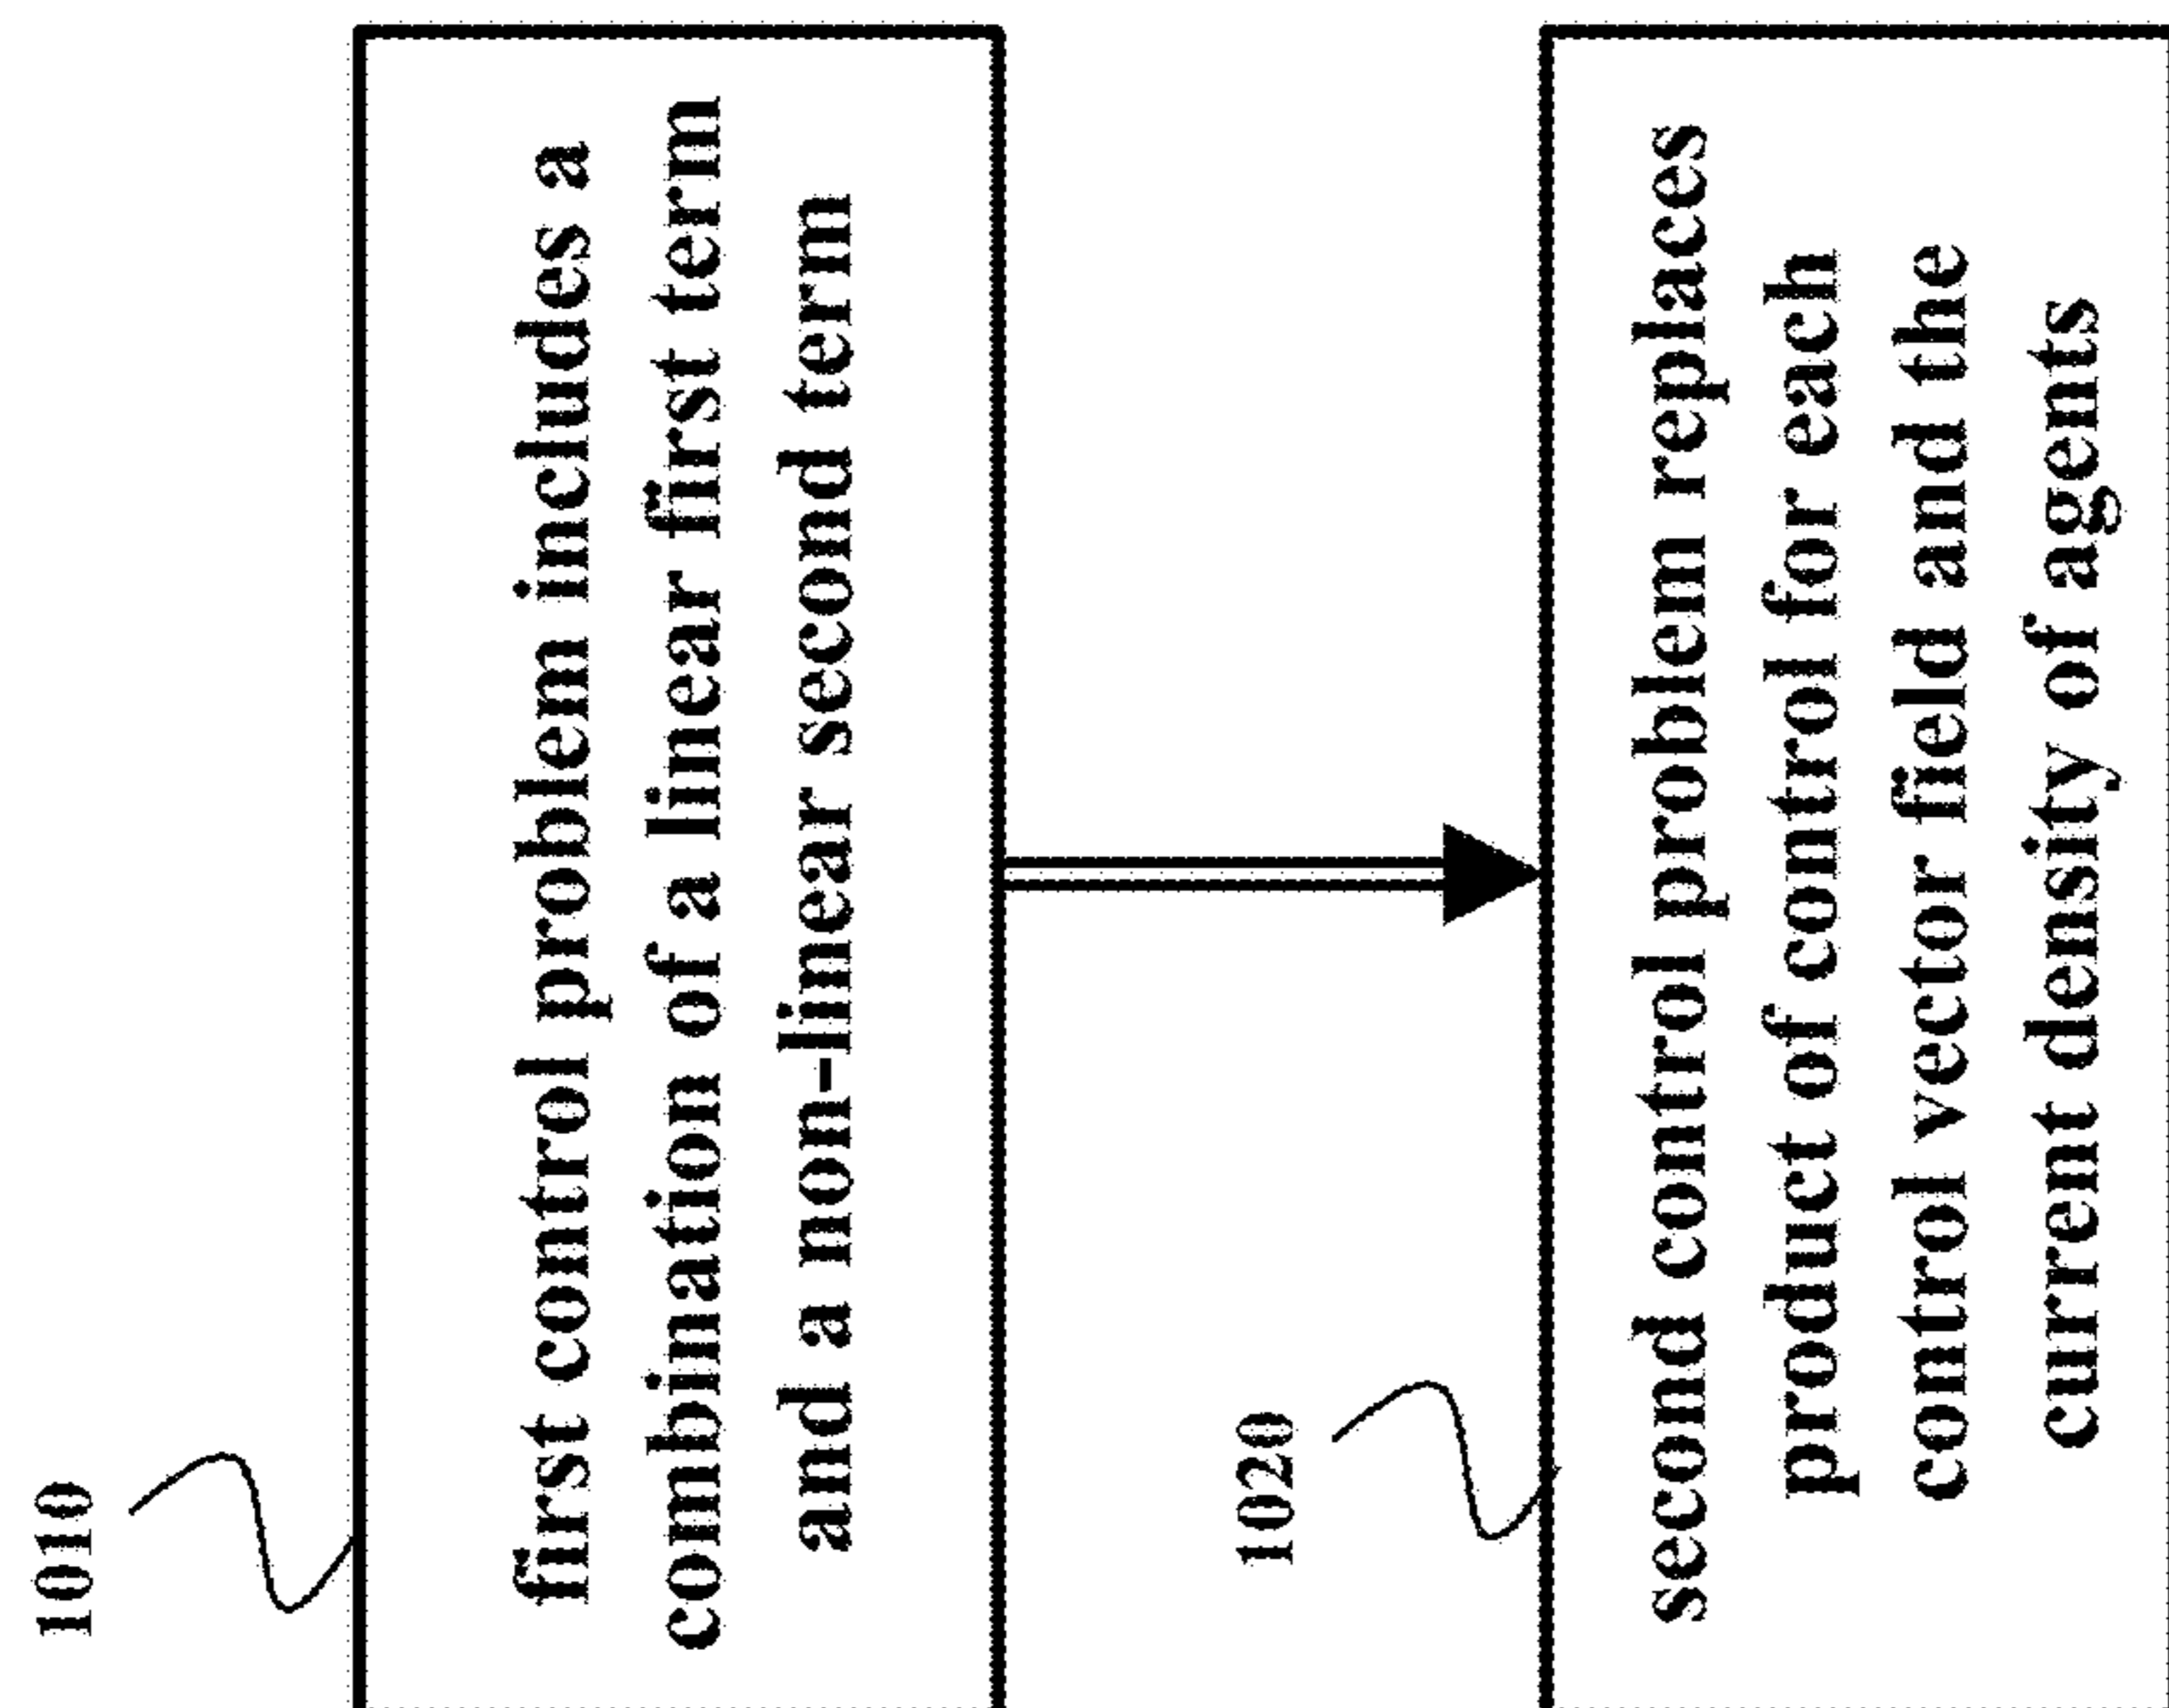 1010
first control problem includes a
combination of a linear first term
and a non-linear second term
1020
second control problem replaces
product of control for each
control vector field and the
current density of agents